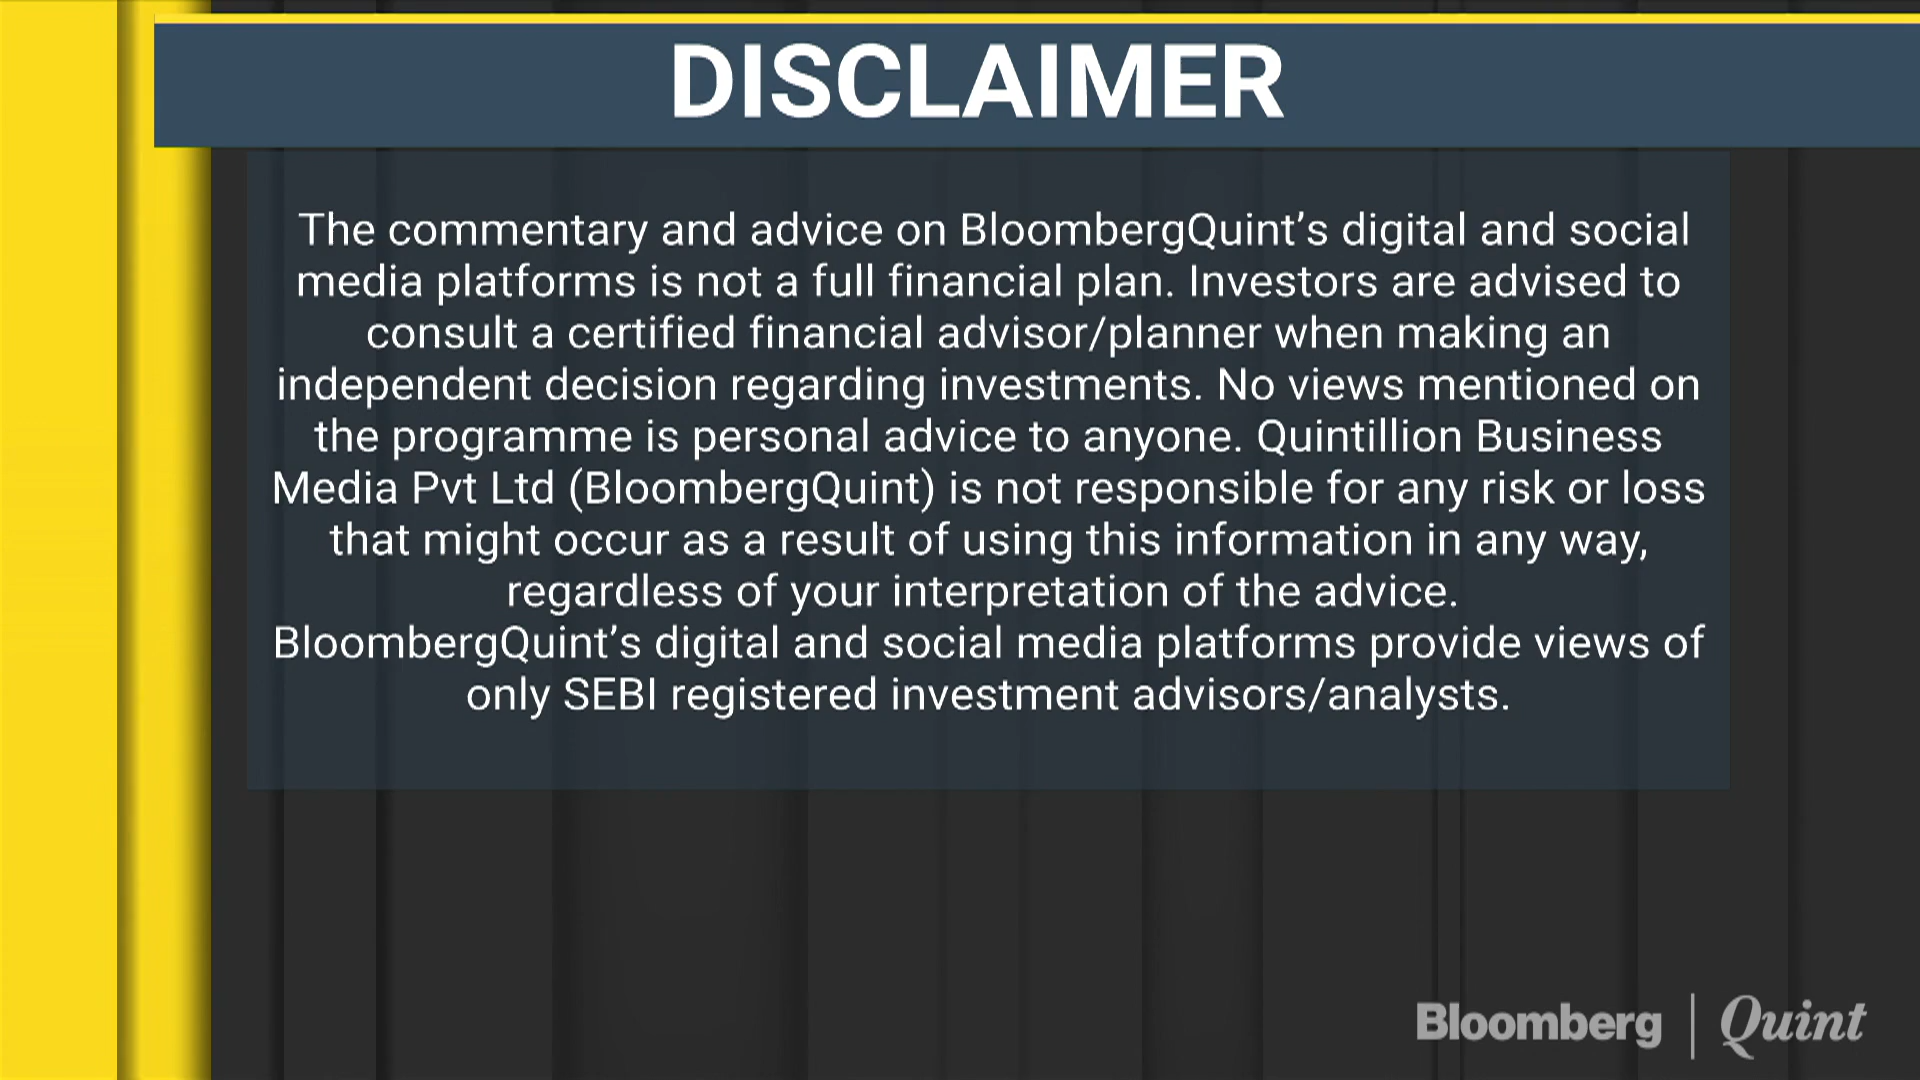 DISCLAIMER
The commentary and advice on BloombergQuint’s digital and social
media platforms is not a full financial plan. Investors are advised to
consult a certified financial advisor/planner when making an
independent decision regarding investments. No views mentioned on
the programme is personal advice to anyone. Quintillion Business
Media Pvt Ltd (BloombergQuint) is not responsible for any risk or loss
that might occur as a result of using this information in any way,
regardless of your interpretation of the advice.
BloombergQuint’s digital and social media platforms provide views of
only SEBI registered investment advisors/analysts.
Bloomberg | Quint